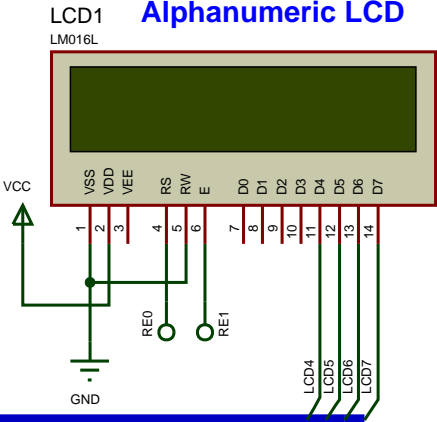 LCD1
Alphanumeric LCD
LM016L
VCC
VSS
VDD
VEE
RS
RW
E
D0
D1
D2
D3
D4
D5
D6
D7
1
2
3
4
5
6
7
8
9
10
11
12
13
14
RE0
RE1
LCD4
LCD5
LCD6
LCD7
GND